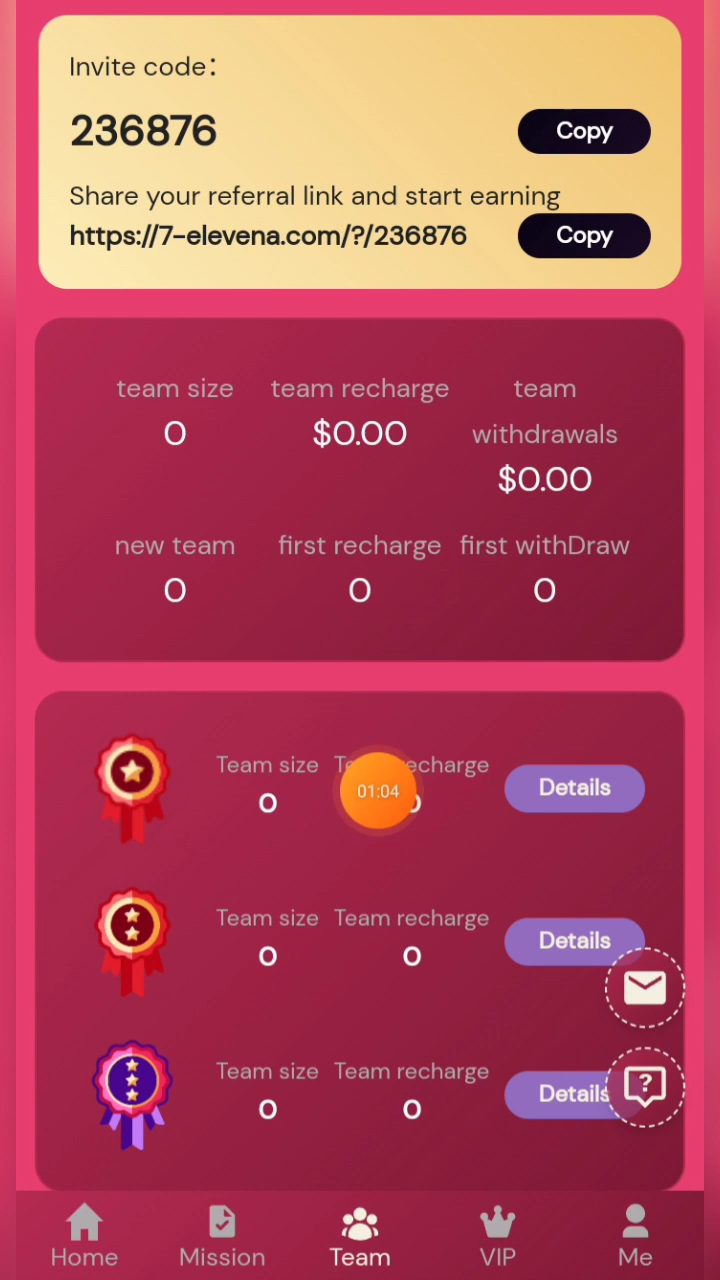 Invite code：
236876
Copy
Share your referral link and start earning
https://7-elevena.com/?/236876
Copy
team size
0
team recharge
$0.00
team
withdrawals
$0.00
new team
0
first recharge
0
first withDraw
0
Team size
0
echarge
01:04
Details
Team size
0
Team recharge
0
Details
Team size
0
Team recharge
0
Details
Home
Mission
Team
VIP
Me